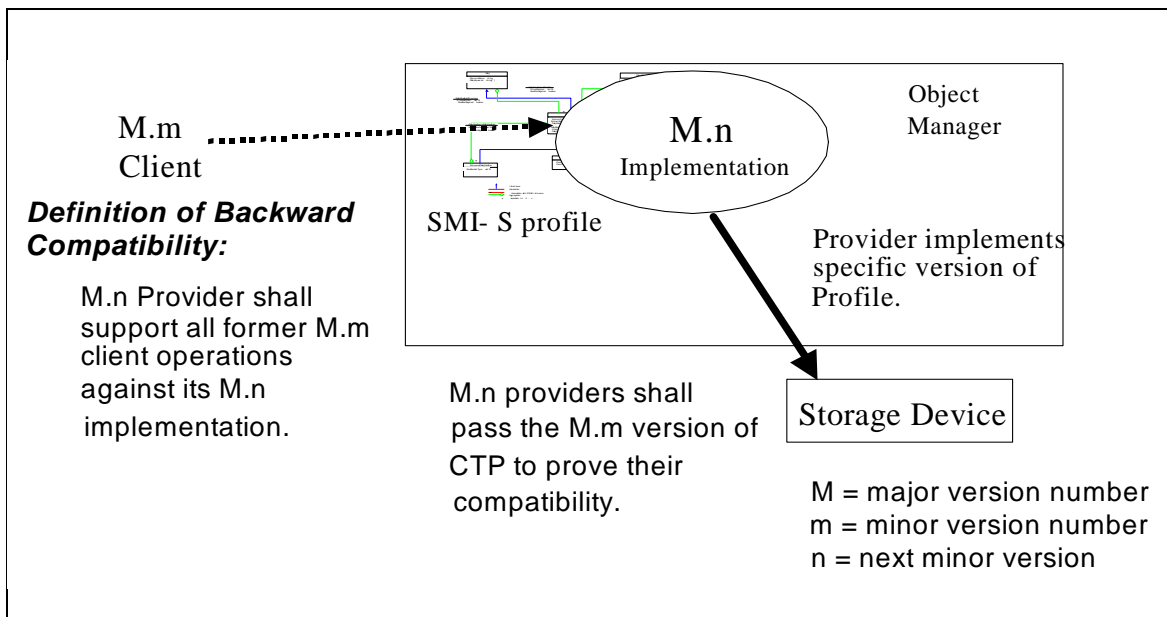 M.m
Client
Definition of Backward
Compatibility:
M.n Provider shall
support all former M.m
client operations
against its M.n
implementation.
M.n
Implementation
Object
Manager
SMI- S profile
Provider implements
specific version of
Profile.
M.n providers shall
pass the M.m version of
CTP to prove their
compatibility.
Storage Device
M = major version number
m = minor version number
n = next minor version